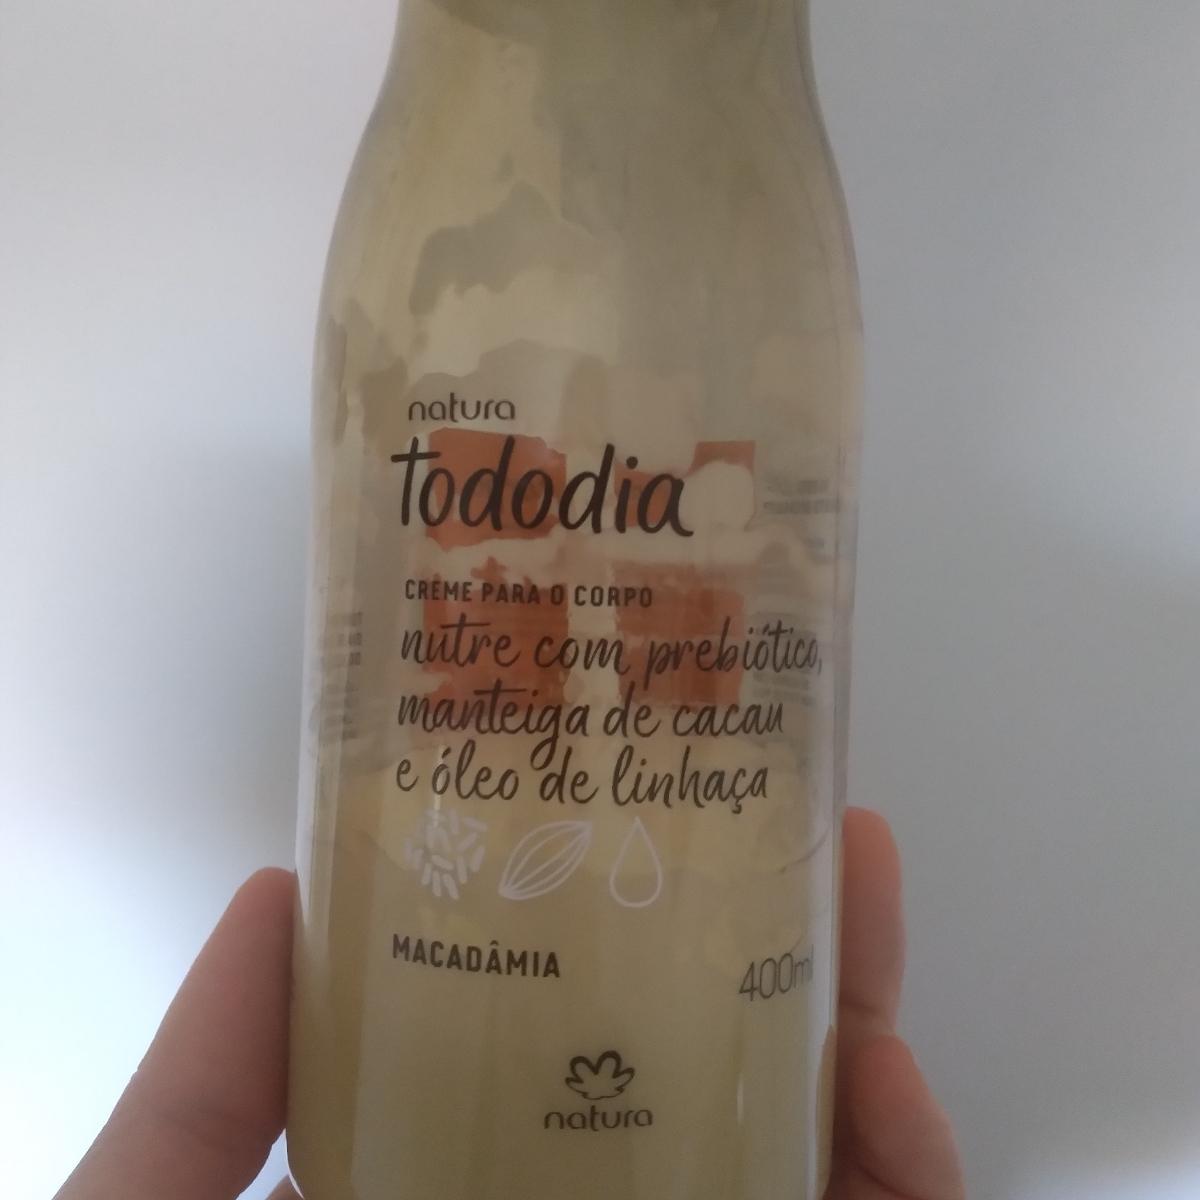 natura
tododia
CREME PARA O CORPO
nutre com prebiótico,
manteiga de cacau
e óleo de linhaça
MACADÂMIA
400ml
natura